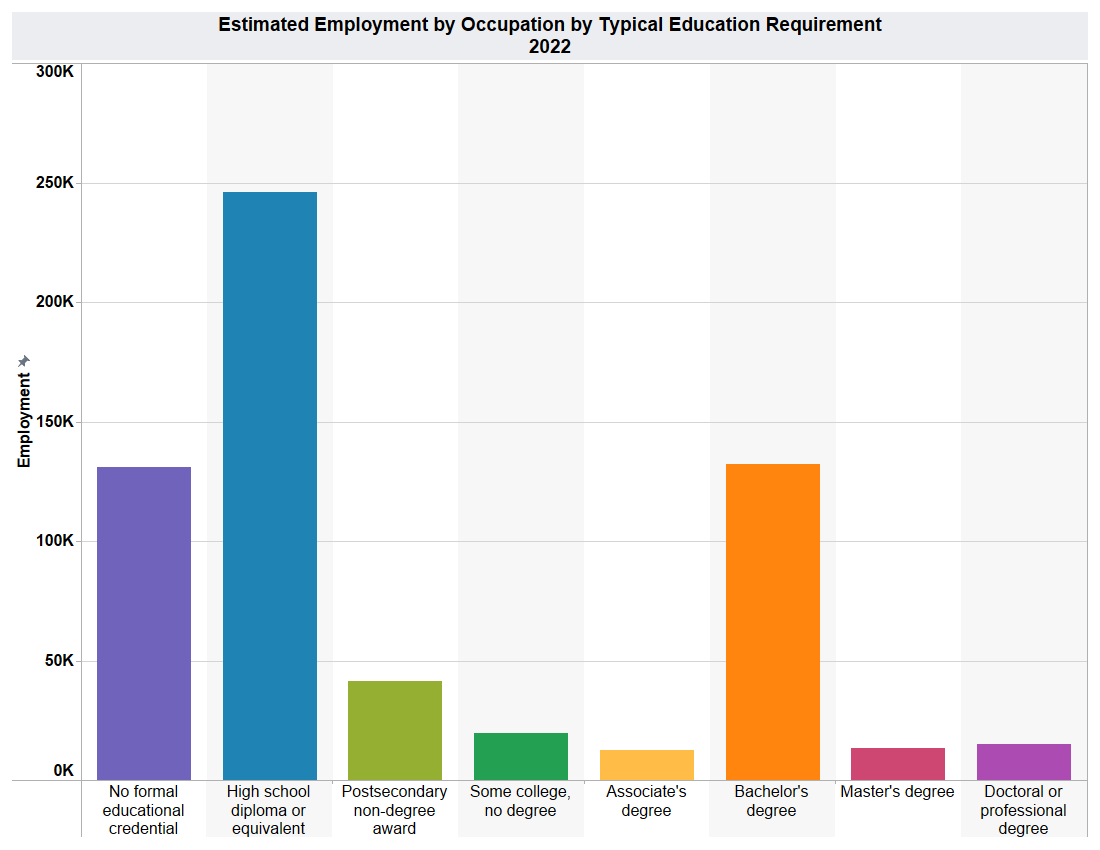 Estimated Employment by Occupation by Typical Education Requirement
2022
300K
250K
200K
150K
100K
50K
0K
Employment
No formal
educational
credential
High school
diploma or
equivalent
Postsecondary
non-degree
award
Some college,
no degree
Associate's
degree
Bachelor's
degree
Master's degree
Doctoral or
professional
degree